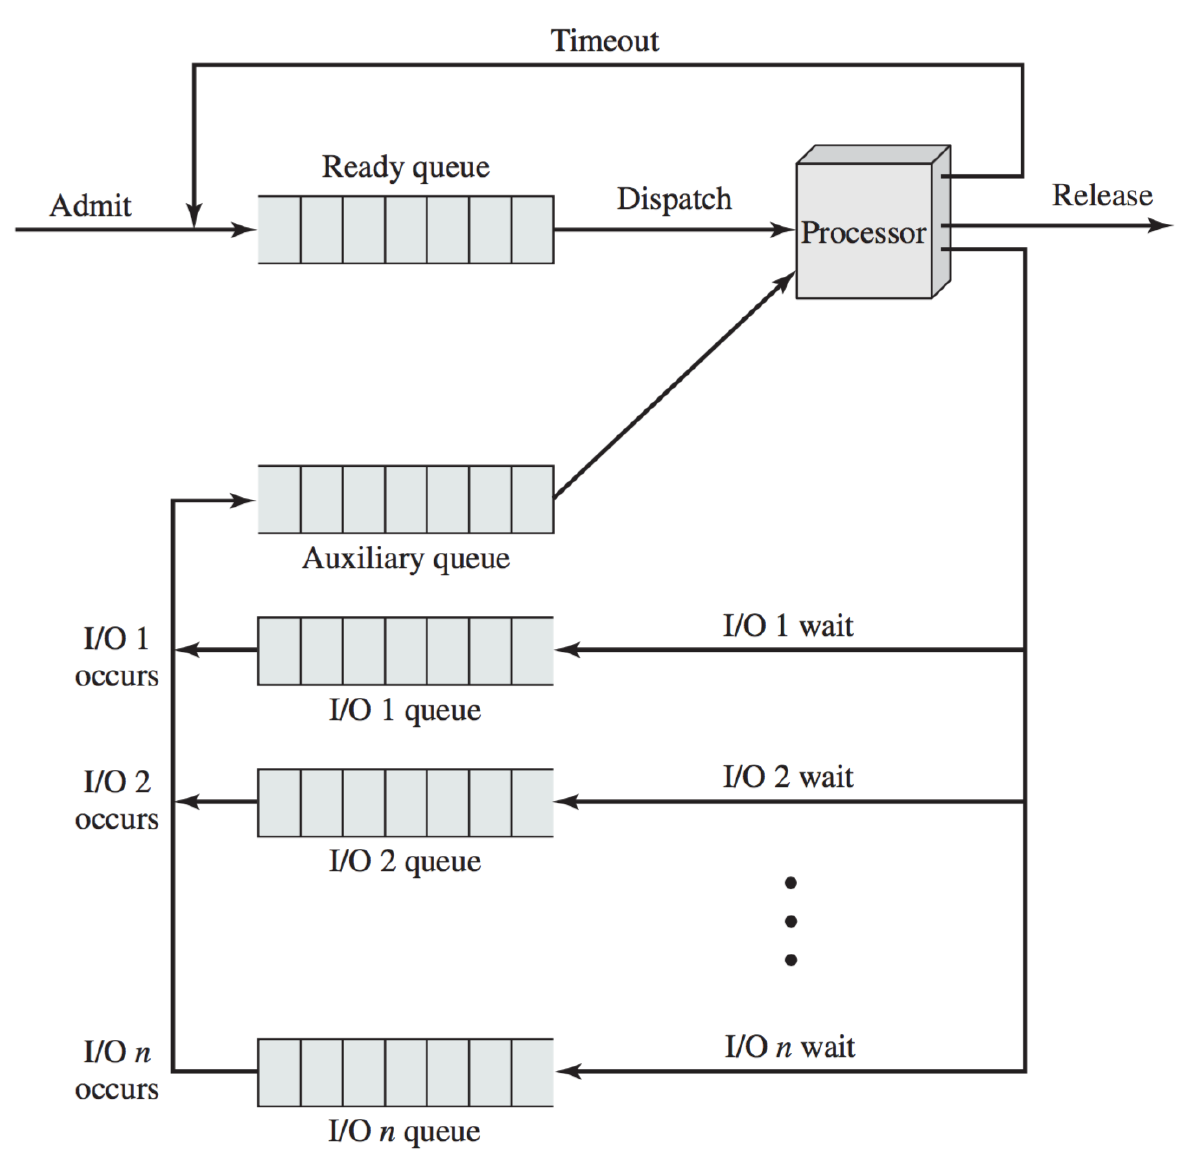 Timeout
Ready queue
Admit
Dispatch
Release
Processor
Auxiliary queue
I/O 1
occurs
I/O 1 wait
I/O 1 queue
I/O 2
occurs
I/O 2 wait
I/O 2 queue
I/O n
occurs
I/O n wait
I/O n queue